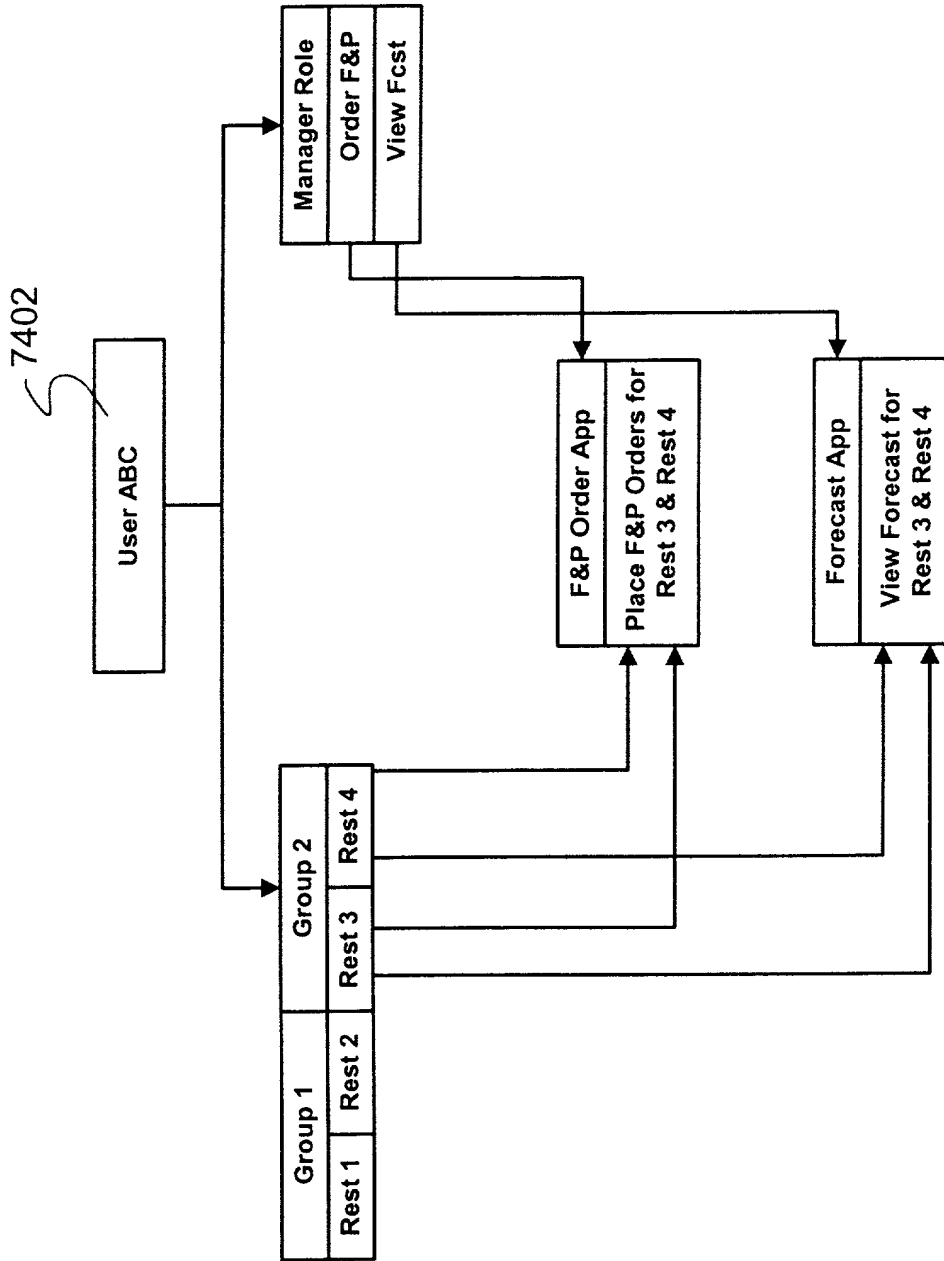 7402
User ABC
Group 1
Group 2
Rest 1
Rest 2
Rest 3
Rest 4
Manager Role
Order F&P
View Fcst
F&P Order App
Place F&P Orders for
Rest 3 & Rest 4
Forecast App
View Forecast for
Rest 3 & Rest 4